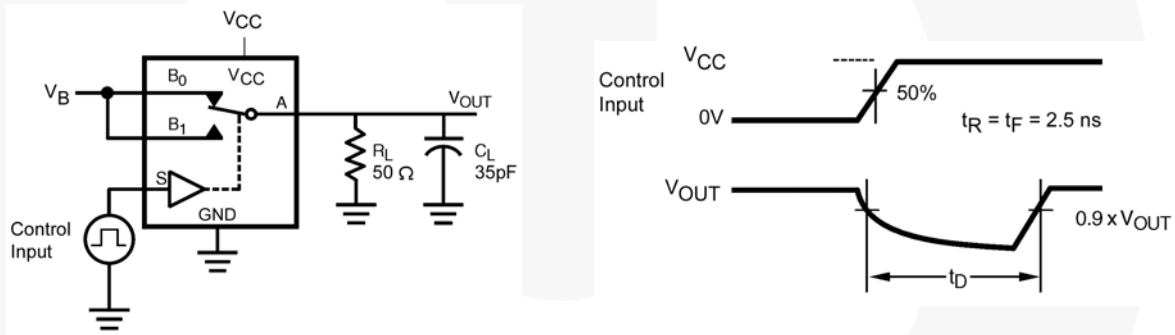 VCC
VCC
B0
VB
A
VOUT
B1
RL
50 Ω
CL
35pF
S
GND
Control
Input
VCC
Control
Input
50%
0V
tR = tF = 2.5 ns
VOUT
0.9 x VOUT
tD